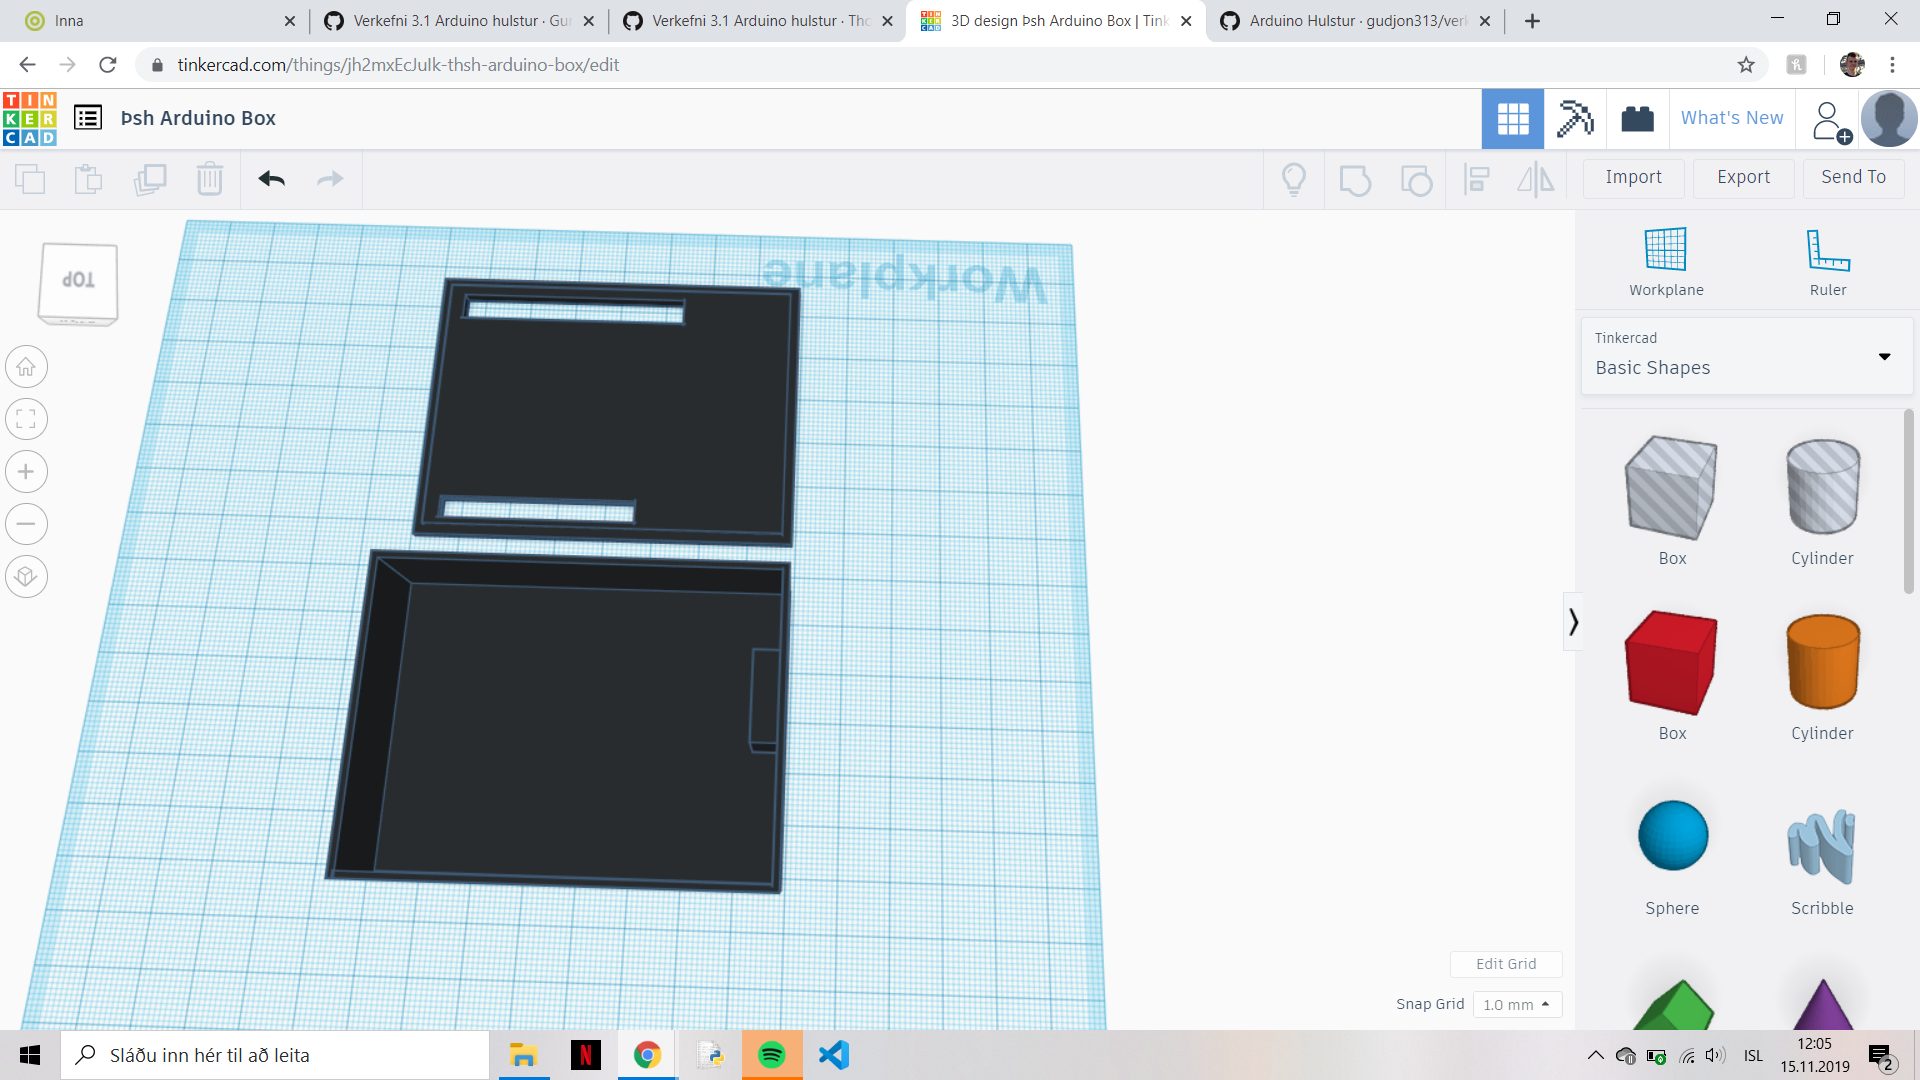 Inna
Verkefni 3.1 Arduino hulstur · Gu
Verkefni 3.1 Arduino hulstur · Tho
3D design Þsh Arduino Box | Tink
Arduino Hulstur · gudjon313/verk
tinkercad.com/things/jh2mxEcJulk-thsh-arduino-box/edit
TIN
KER
CAD
Þsh Arduino Box
What's New
Import
Export
Send To
TOP
Workplane
Workplane
Ruler
Tinkercad
Basic Shapes
Box
Cylinder
Box
Cylinder
Sphere
Scribble
Edit Grid
Snap Grid
1.0 mm
Sláðu inn hér til að leita
N
ISL
12:05
15.11.2019
2